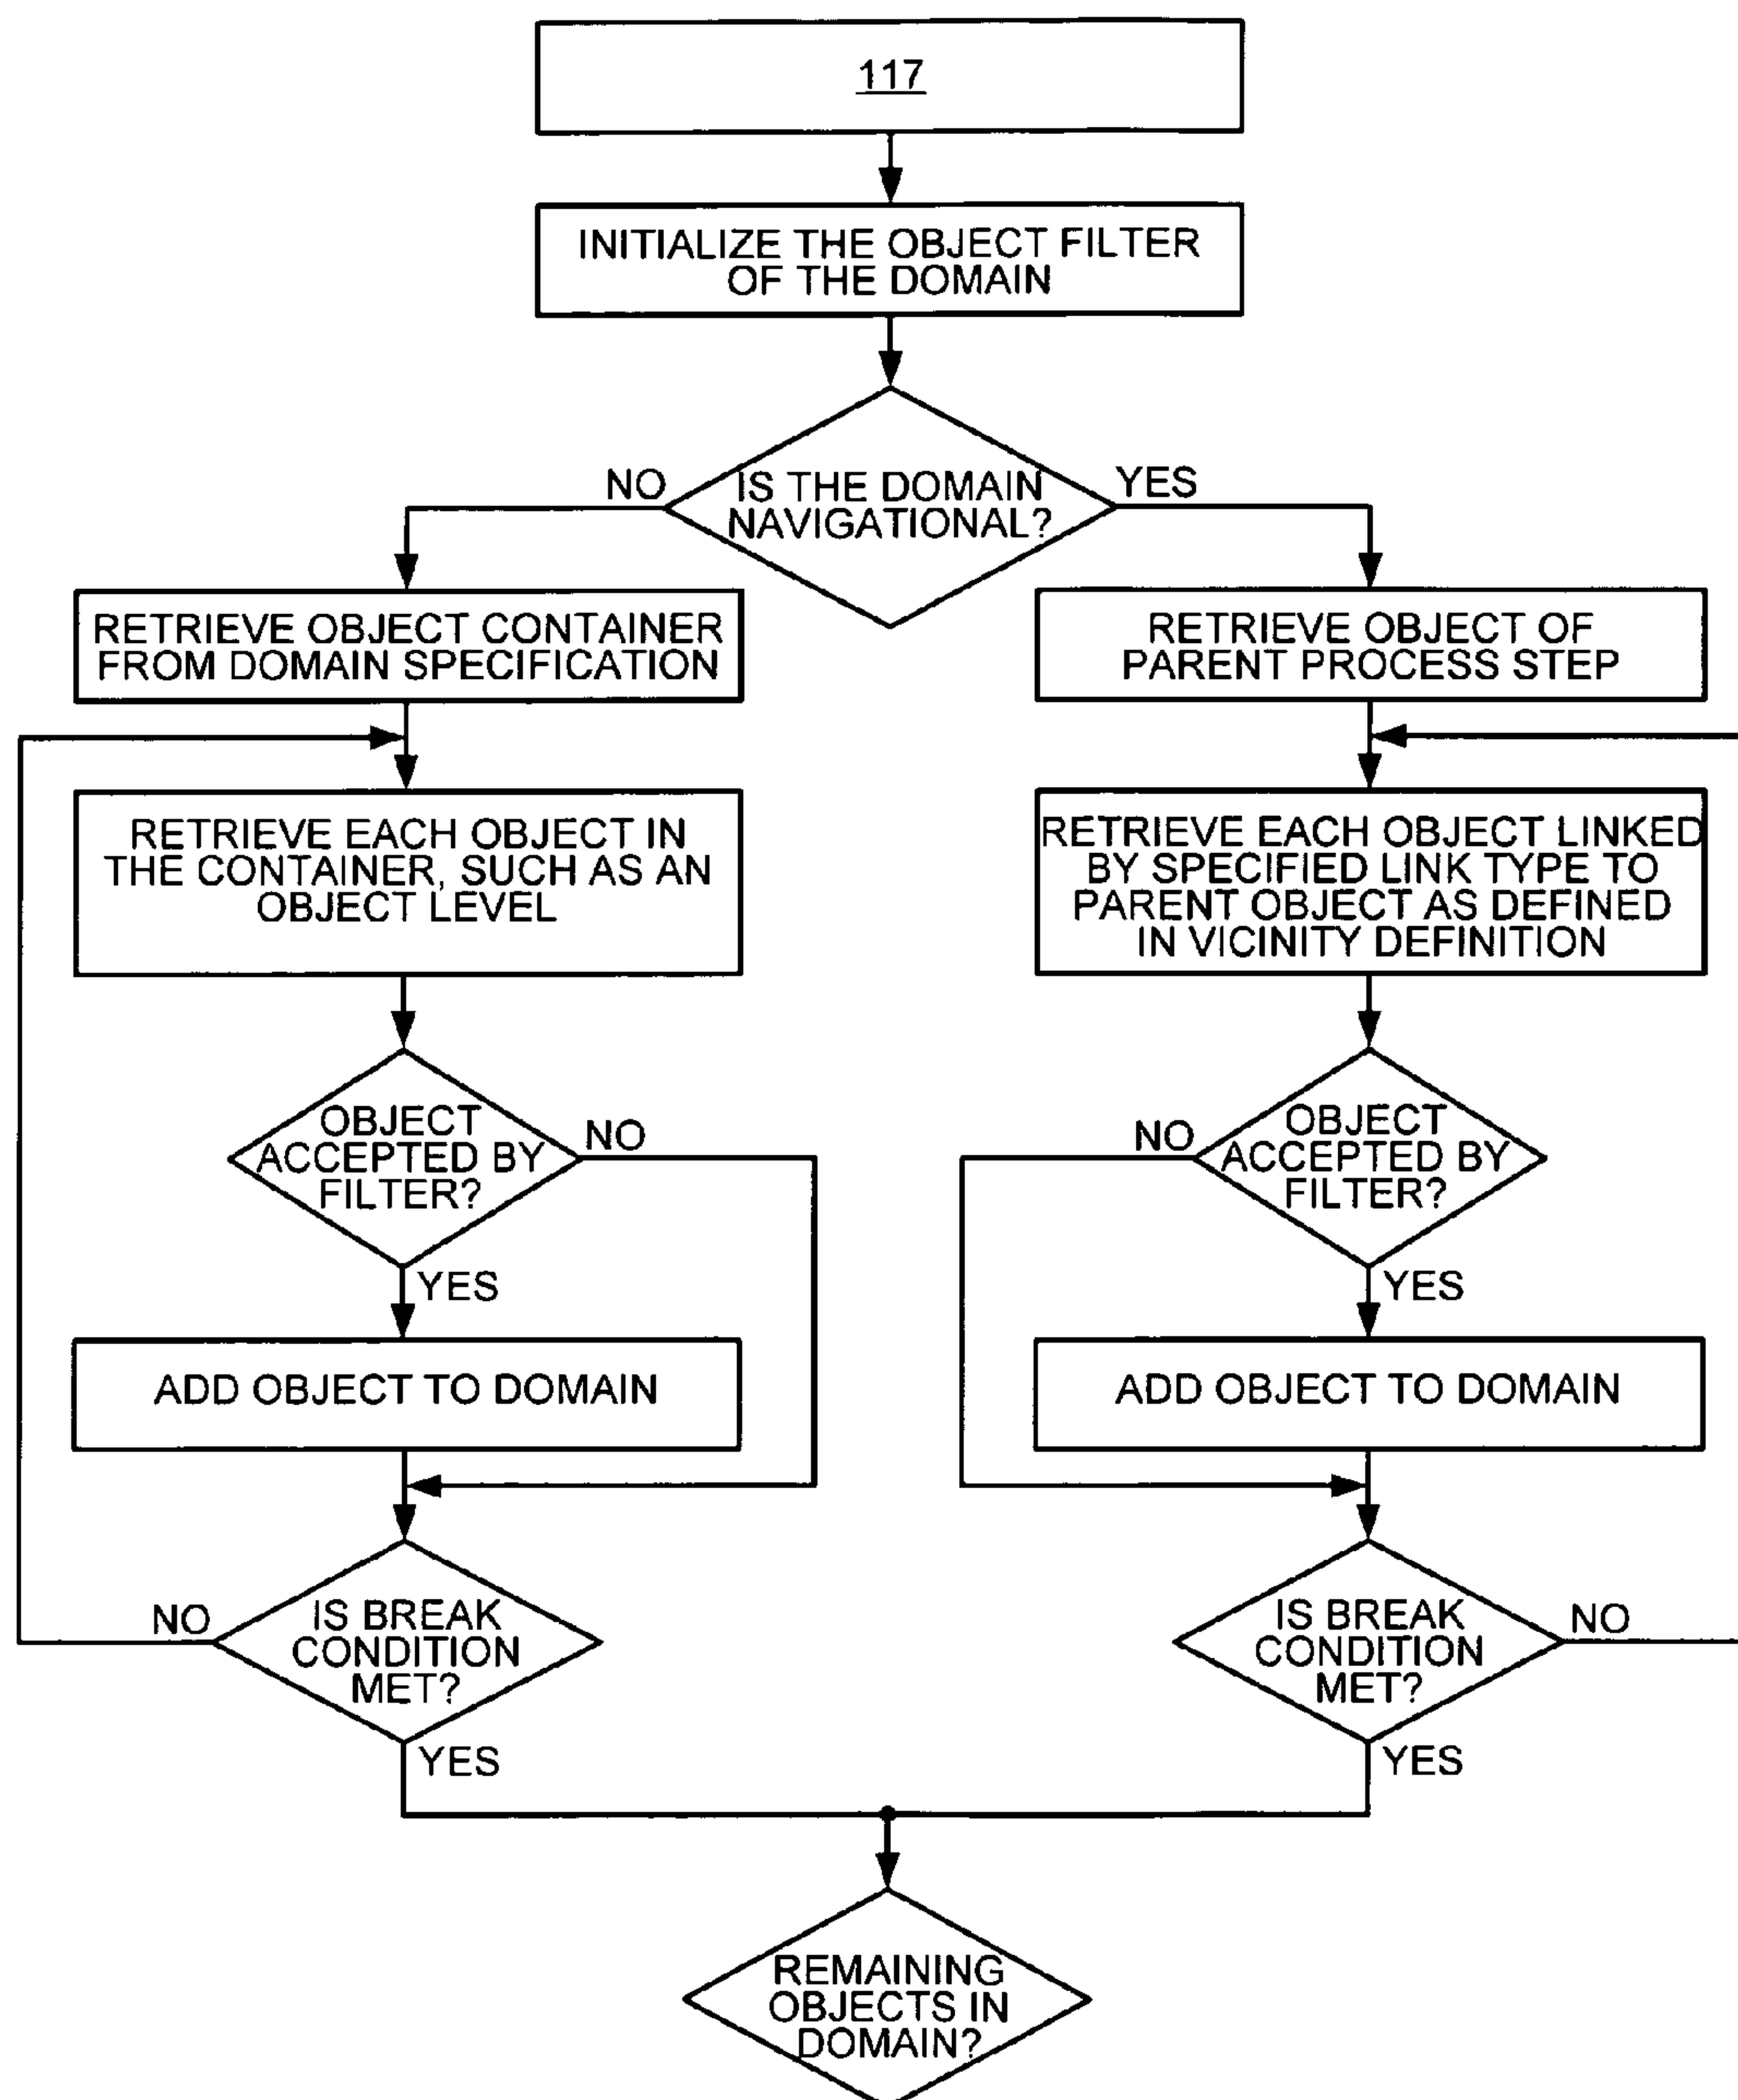 117
INITIALIZE THE OBJECT FILTER
OF THE DOMAIN
IS THE DOMAIN
NAVIGATIONAL?
NO
YES
RETRIEVE OBJECT CONTAINER
FROM DOMAIN SPECIFICATION
RETRIEVE OBJECT OF
PARENT PROCESS STEP
RETRIEVE EACH OBJECT IN
THE CONTAINER, SUCH AS AN
OBJECT LEVEL
RETRIEVE EACH OBJECT LINKED
BY SPECIFIED LINK TYPE TO
PARENT OBJECT AS DEFINED
IN VICINITY DEFINITION
OBJECT
ACCEPTED BY
FILTER?
NO
YES
NO
OBJECT
ACCEPTED BY
FILTER?
YES
ADD OBJECT TO DOMAIN
ADD OBJECT TO DOMAIN
NO
IS BREAK
CONDITION
MET?
YES
IS BREAK
CONDITION
MET?
NO
YES
REMAINING
OBJECTS IN
DOMAIN?